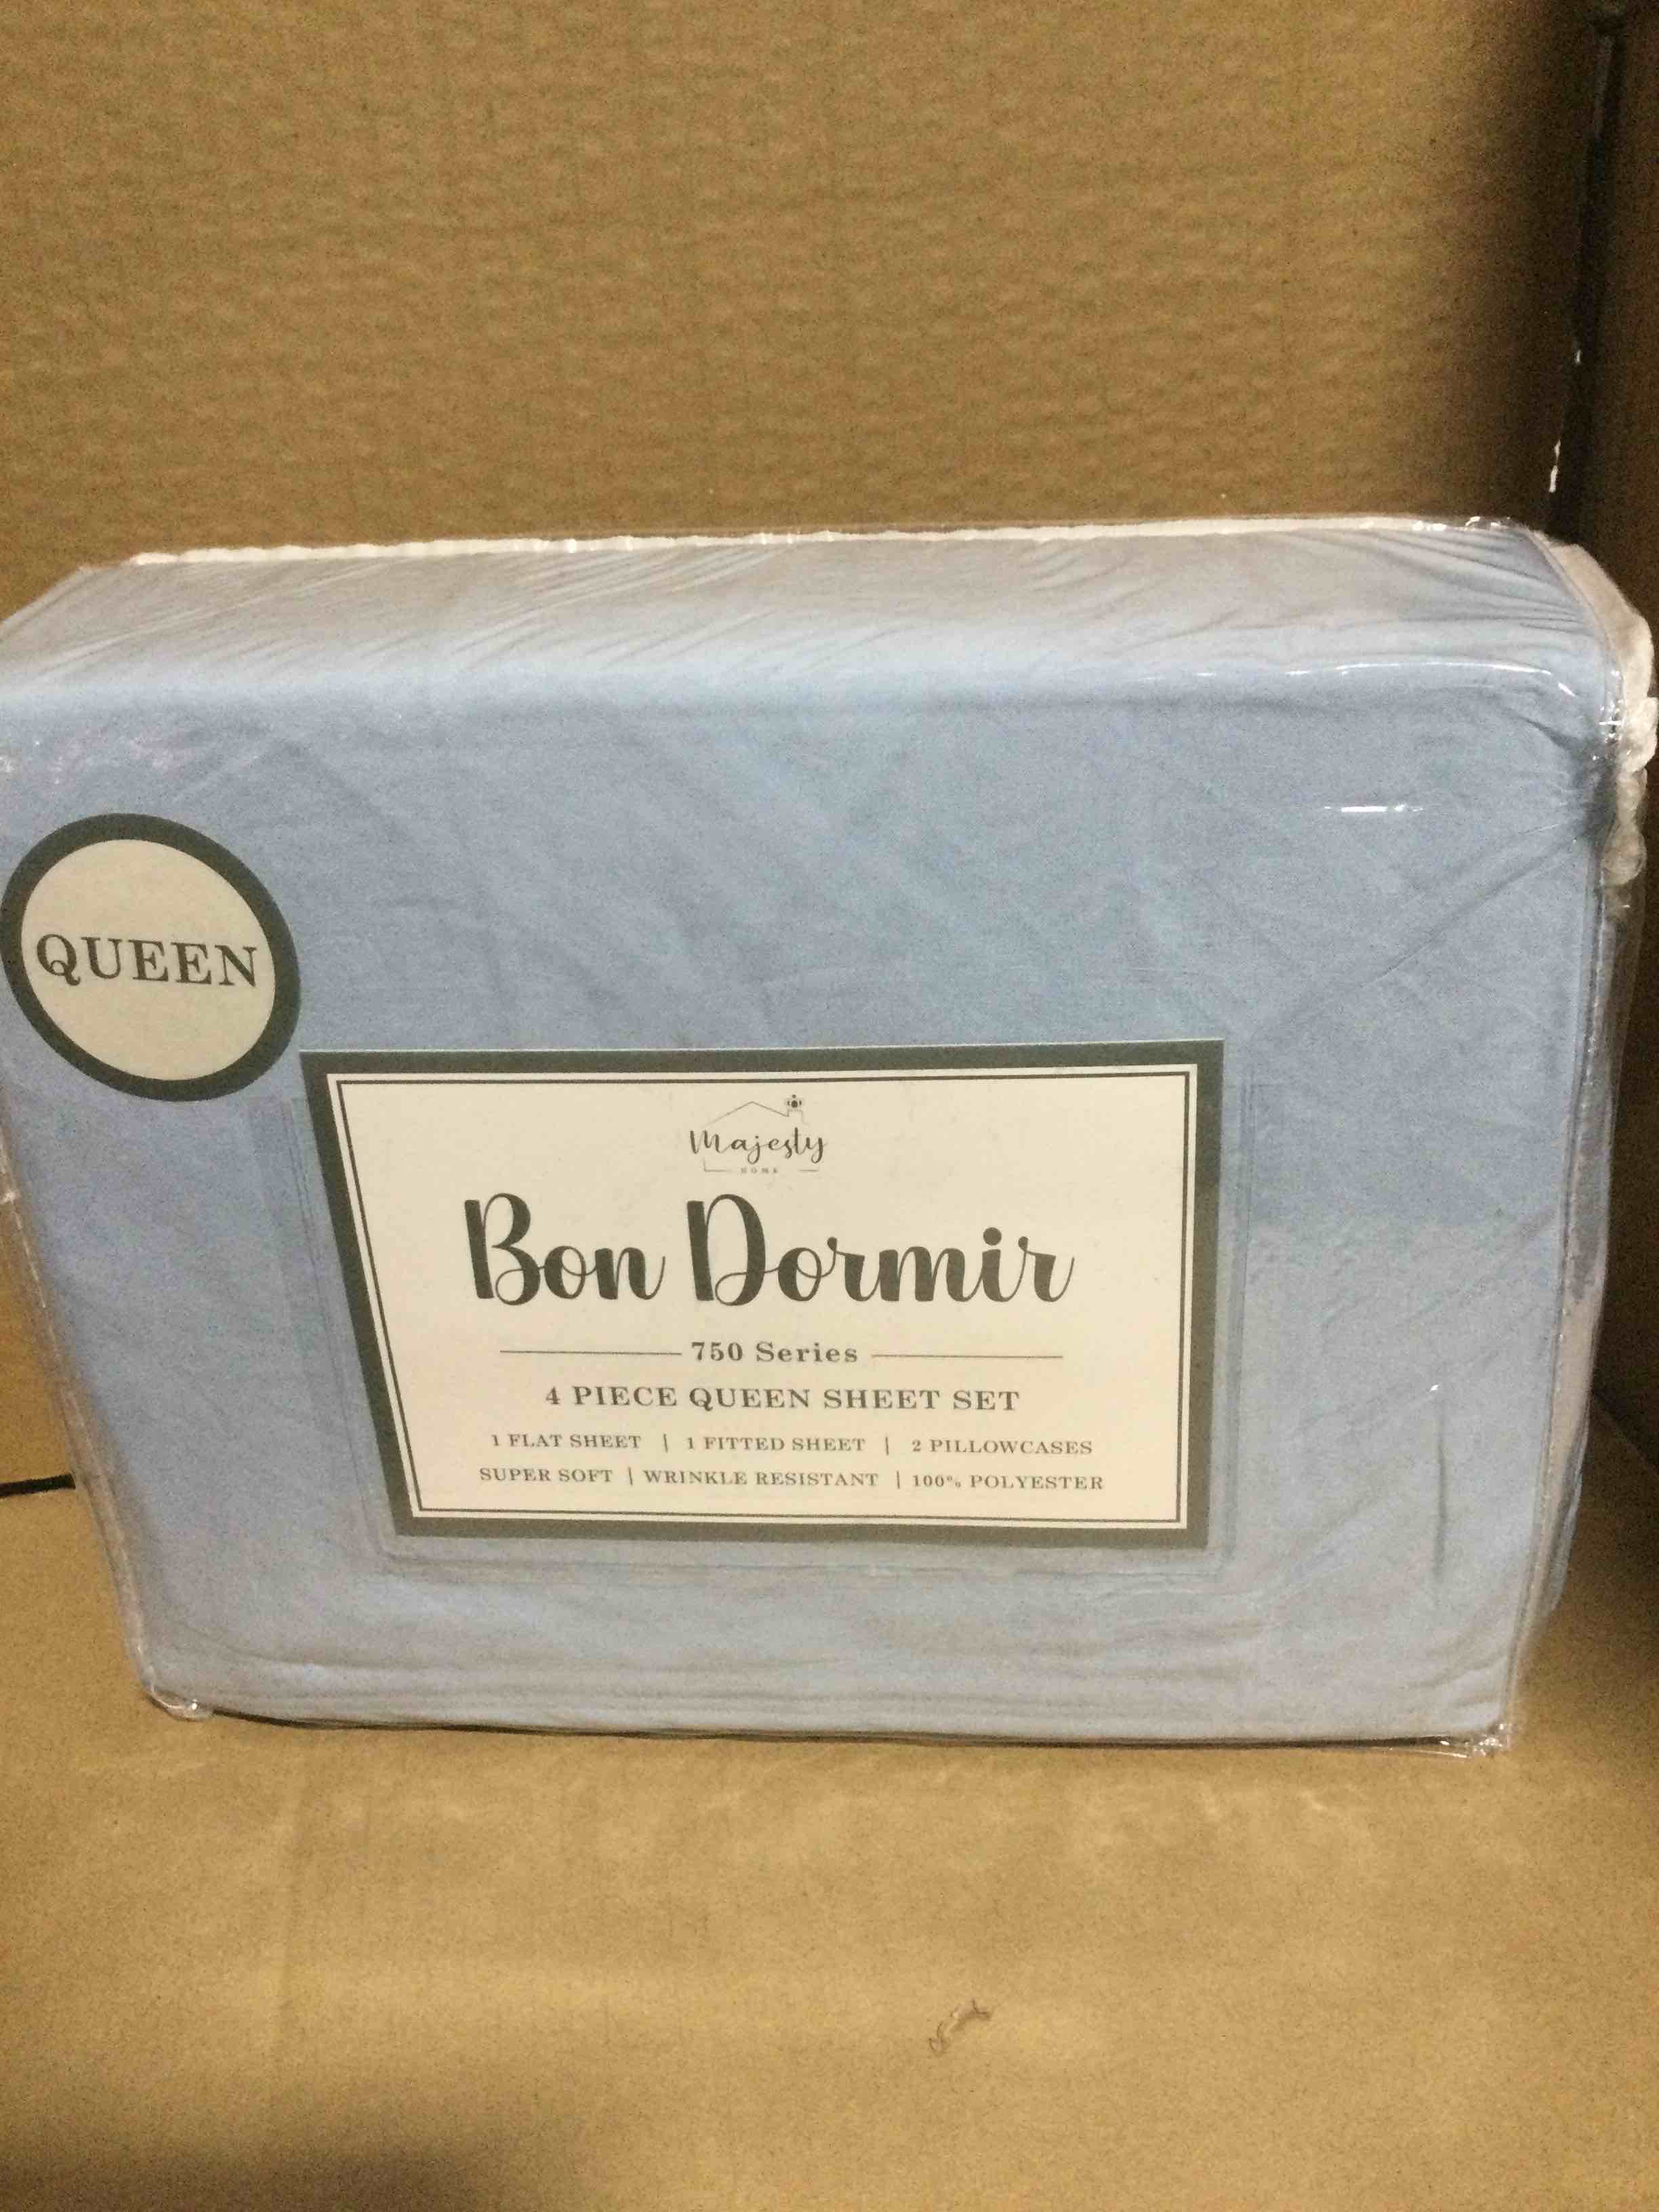 QUEEN
Majesty
HOME
Bon Dormir
750 Series
4 PIECE QUEEN SHEET SET
1 FLAT SHEET | 1 FITTED SHEET | 2 PILLOWCASES
SUPER SOFT | WRINKLE RESISTANT | 100% POLYESTER